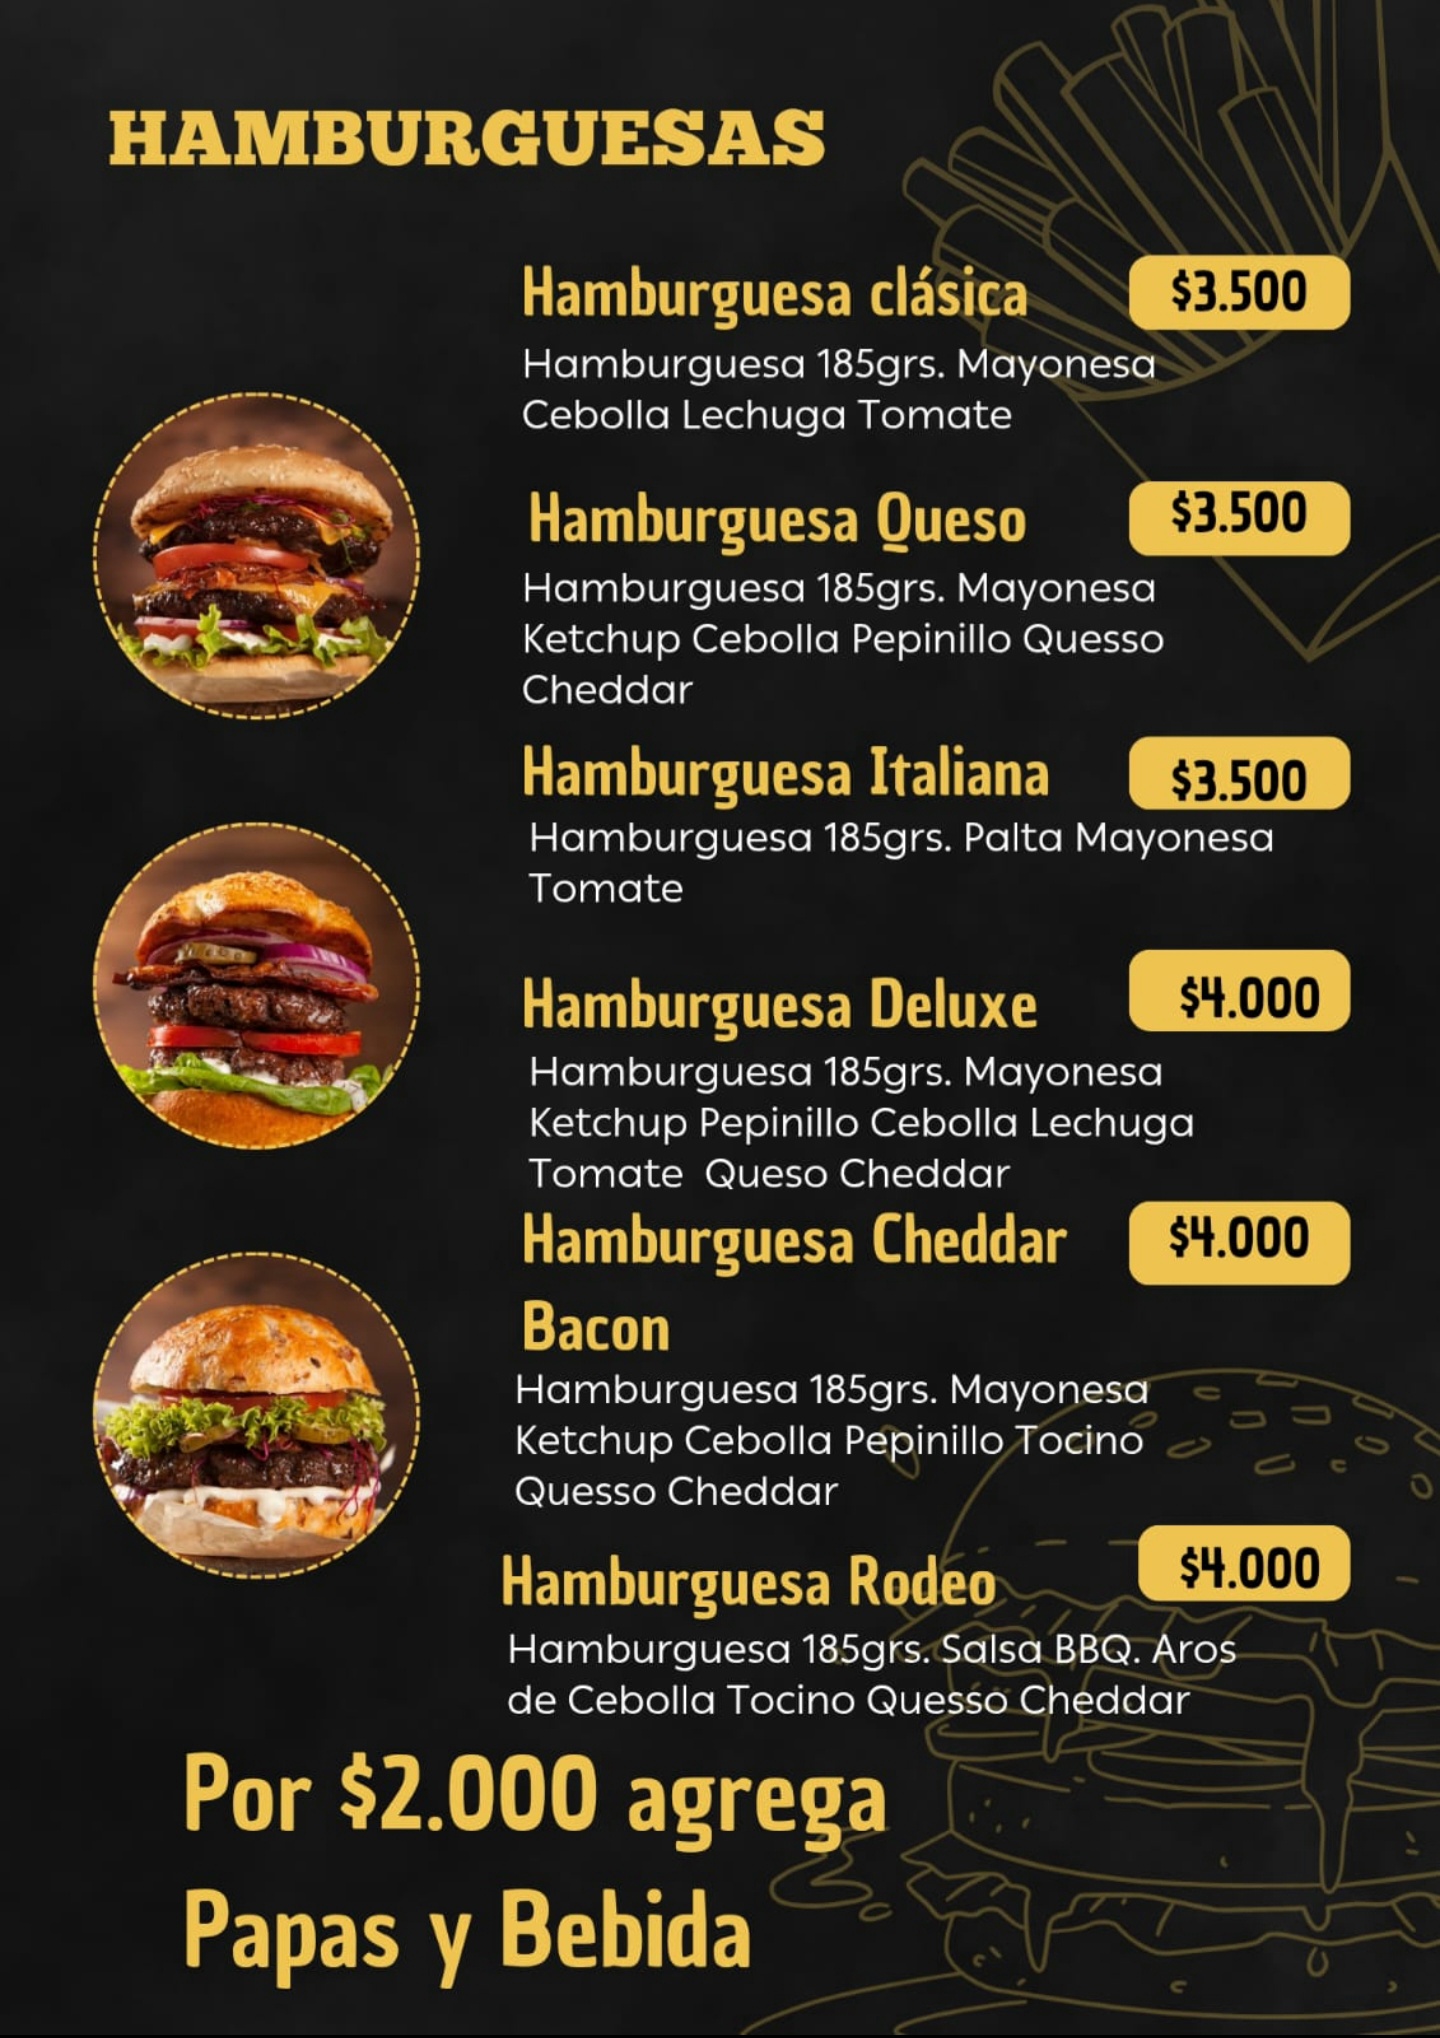 HAMBURGUESAS
Hamburguesa clásica $3.500
Hamburguesa 185grs. Mayonesa
Cebolla Lechuga Tomate
Hamburguesa Queso $3.500
Hamburguesa 185grs. Mayonesa
Ketchup Cebolla Pepinillo Quesso
Cheddar
Hamburguesa Italiana $3.500
Hamburguesa 185grs. Palta Mayonesa
Tomate
Hamburguesa Deluxe $4.000
Hamburguesa 185grs. Mayonesa
Ketchup Pepinillo Cebolla Lechuga
Tomate  Queso Cheddar
Hamburguesa Cheddar $4.000
Bacon
Hamburguesa 185grs. Mayonesa
Ketchup Cebolla Pepinillo Tocino
Quesso Cheddar
Hamburguesa Rodeo $4.000
Hamburguesa 185grs. Salsa BBQ. Aros
de Cebolla Tocino Quesso Cheddar
Por $2.000 agrega
Papas y Bebida